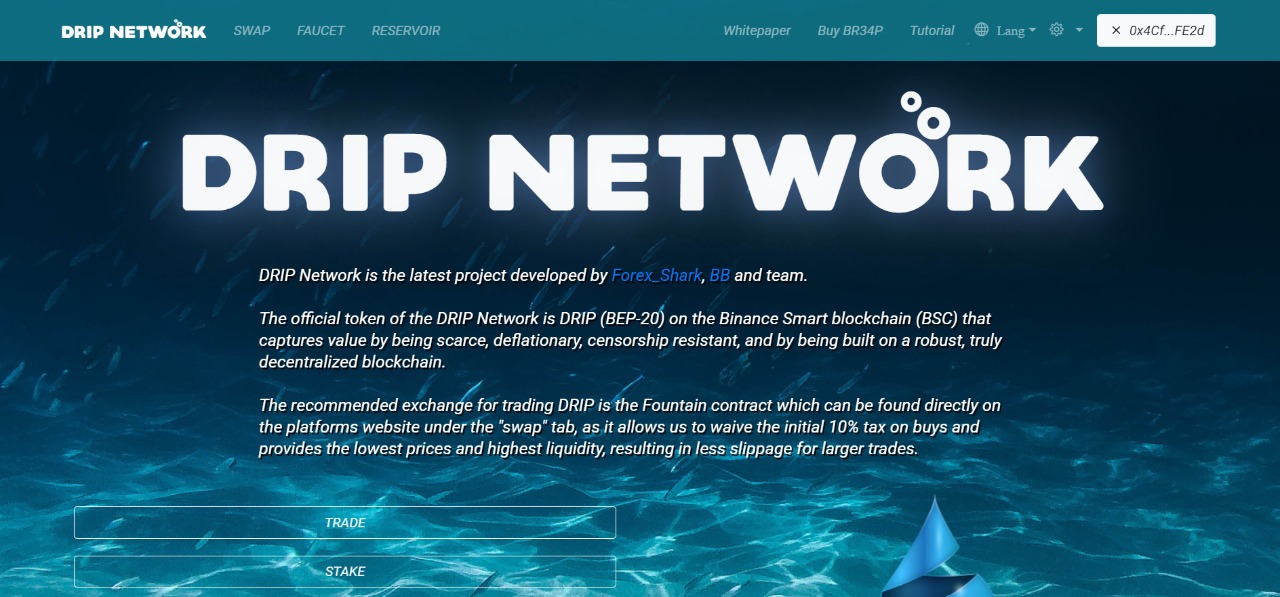 DRIP NETWORK SWAP FAUCET RESERVOIR Whitepaper Buy BR34P Tutorial Lang 0x4Cf...FE2d
DRIP NETWORK
DRIP Network is the latest project developed by Forex_Shark, BB and team.
The official token of the DRIP Network is DRIP (BEP-20) on the Binance Smart blockchain (BSC) that
captures value by being scarce, deflationary, censorship resistant, and by being built on a robust, truly
decentralized blockchain.
The recommended exchange for trading DRIP is the Fountain contract which can be found directly on
the platforms website under the "swap" tab, as it allows us to waive the initial 10% tax on buys and
provides the lowest prices and highest liquidity, resulting in less slippage for larger trades.
TRADE
STAKE